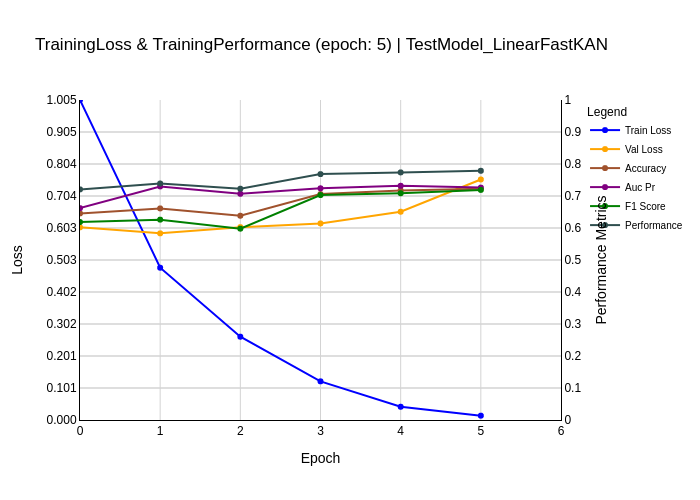 TrainingLoss & TrainingPerformance (epoch: 5) | TestModel_LinearFastKAN
1.005
0.905
0.804
0.704
0.603
0.503
0.402
0.302
0.201
0.101
0.000
Loss
0
1
2
3
4
5
6
Epoch
1
0.9
0.8
0.7
0.6
0.5
0.4
0.3
0.2
0.1
0
Performance Metrics
Legend
Train Loss
Val Loss
Accuracy
Auc Pr
F1 Score
Performance